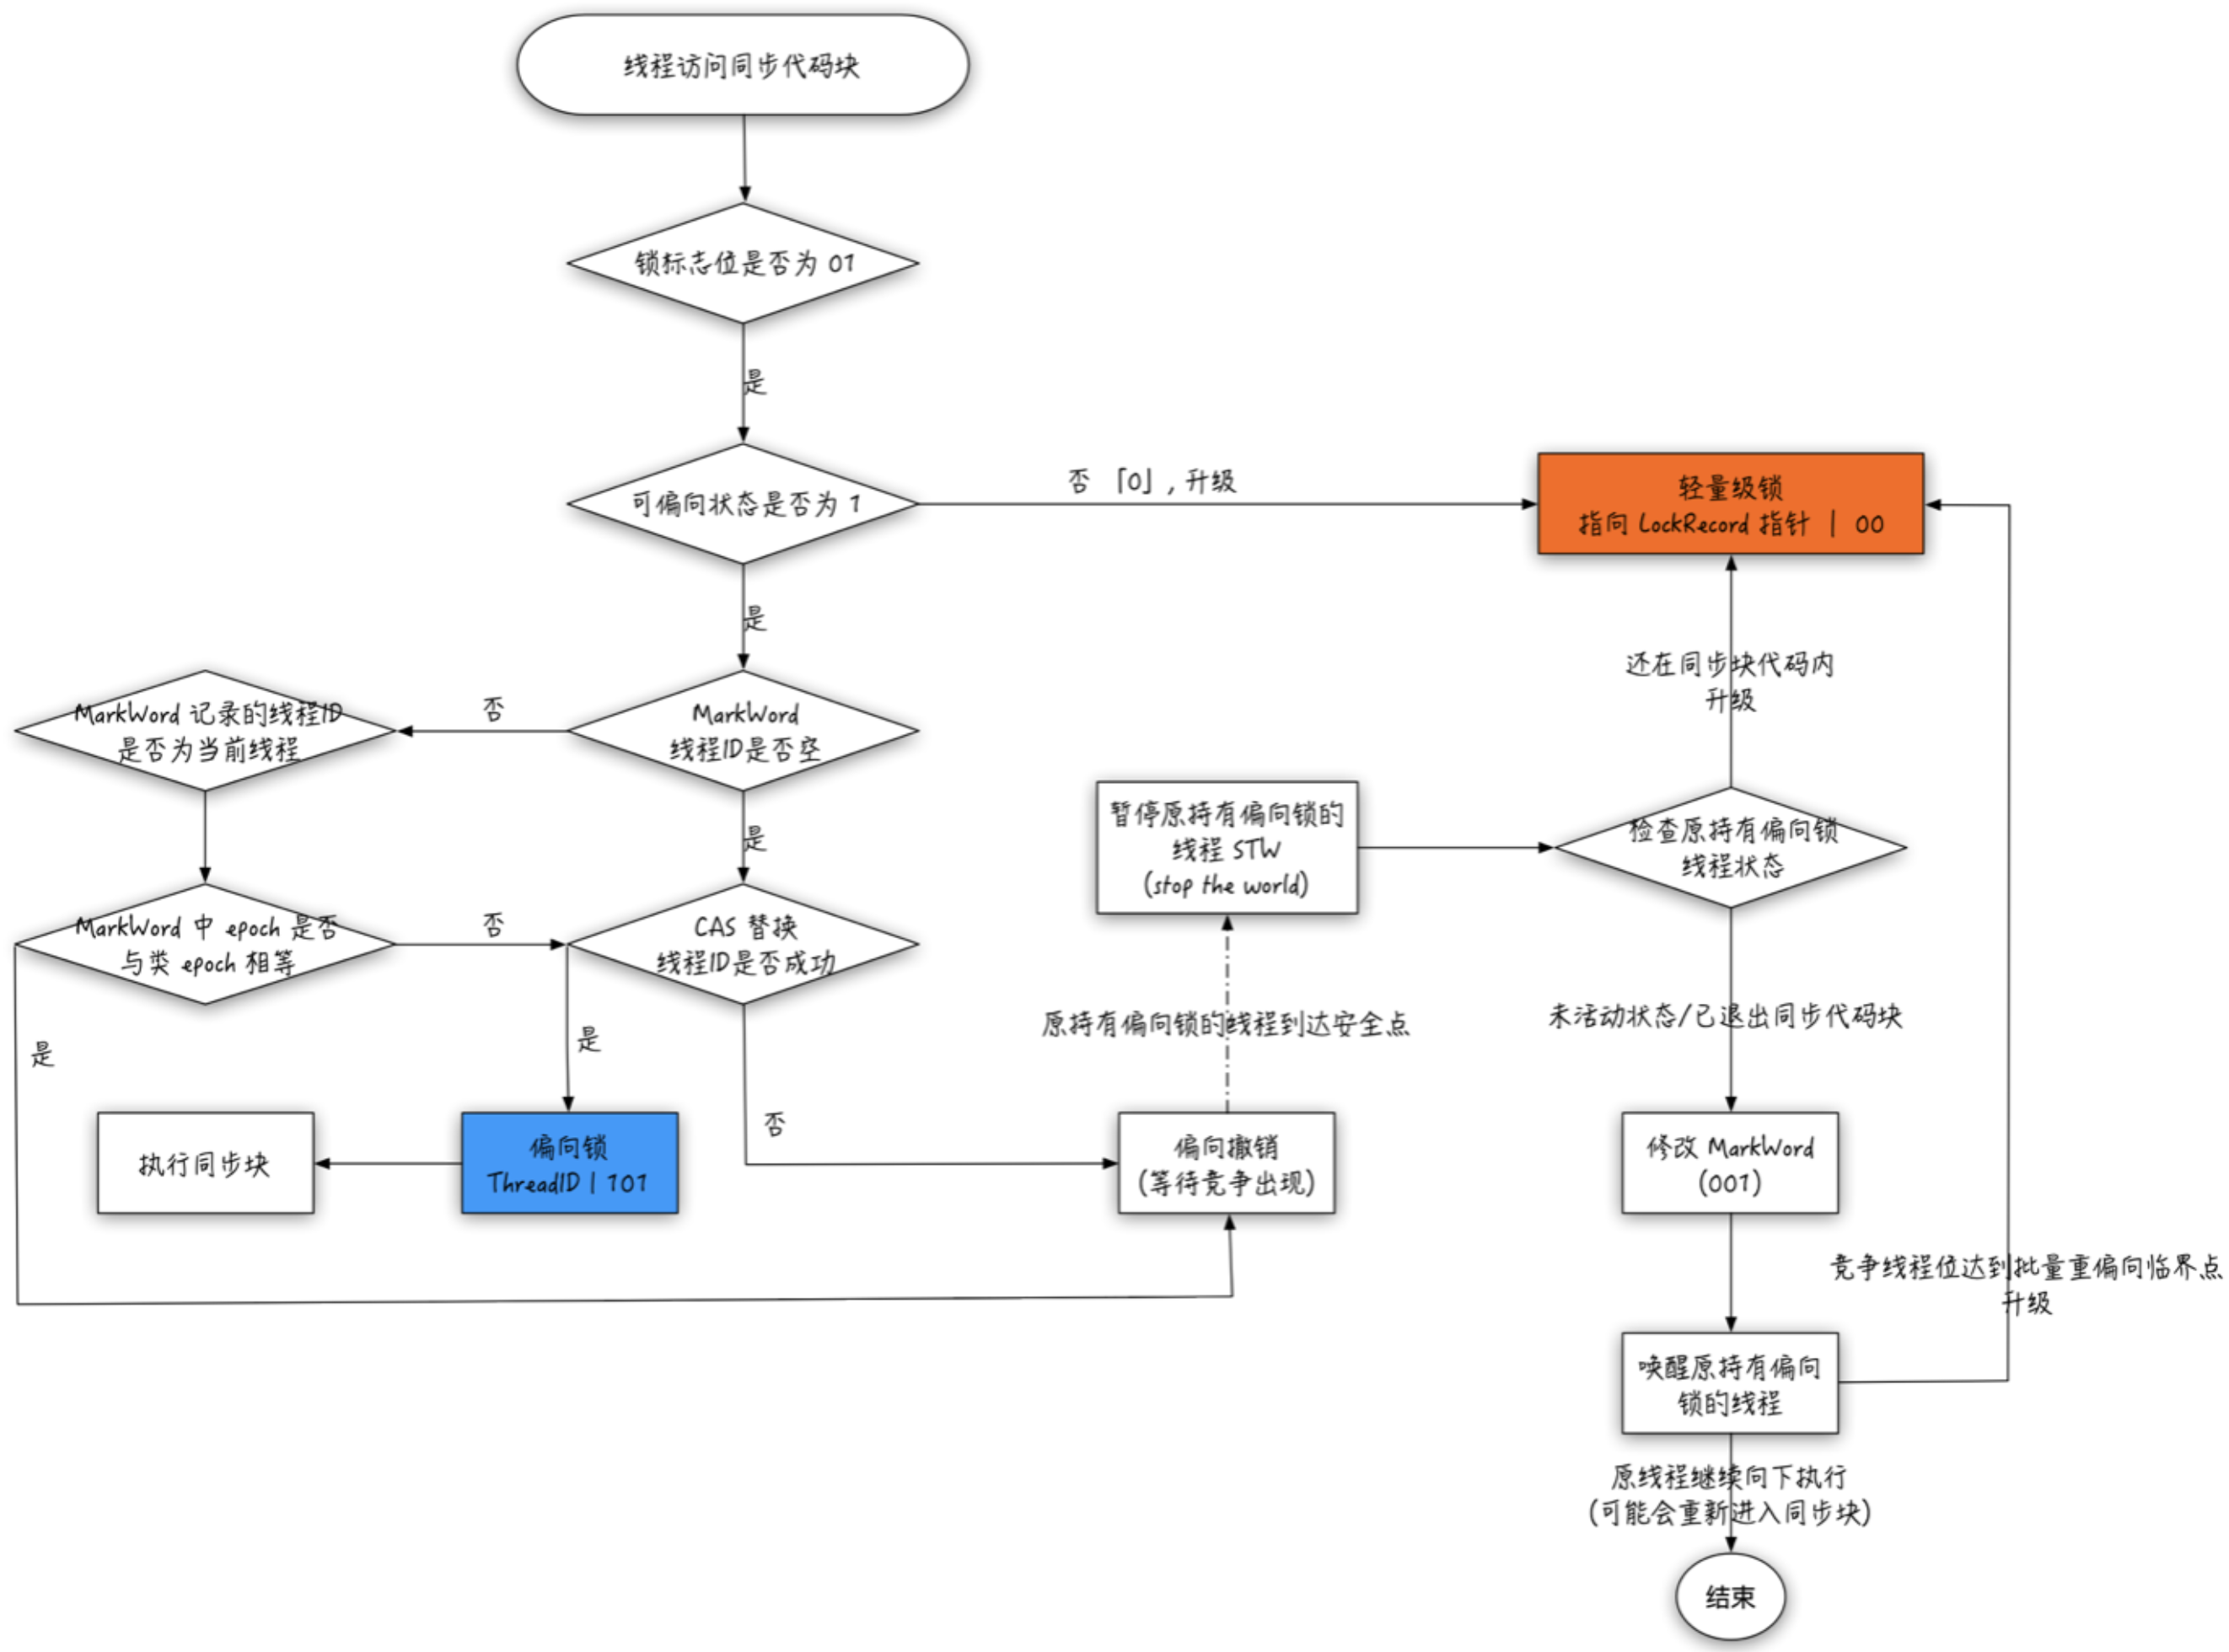 线程访问同步代码块
锁标志位是否为 01
是
可偏向状态是否为 1
否 「0」, 升级
轻量级锁
指向 LockRecord 指针 | 00
是
还在同步块代码内
升级
MarkWord 记录的线程ID
是否为当前线程
否
MarkWord
线程ID是否空
是
暂停原持有偏向锁的
线程 STW
(stop the world)
检查原持有偏向锁
线程状态
MarkWord 中 epoch 是否
与类 epoch 相等
否
CAS 替换
线程ID是否成功
是
是
否
原持有偏向锁的线程到达安全点
未活动状态/已退出同步代码块
执行同步块
偏向锁
ThreadID | 101
偏向撤销
(等待竞争出现)
修改 MarkWord
(001)
竞争线程位达到批量重偏向临界点
升级
唤醒原持有偏向
锁的线程
原线程继续向下执行
(可能会重新进入同步块)
结束